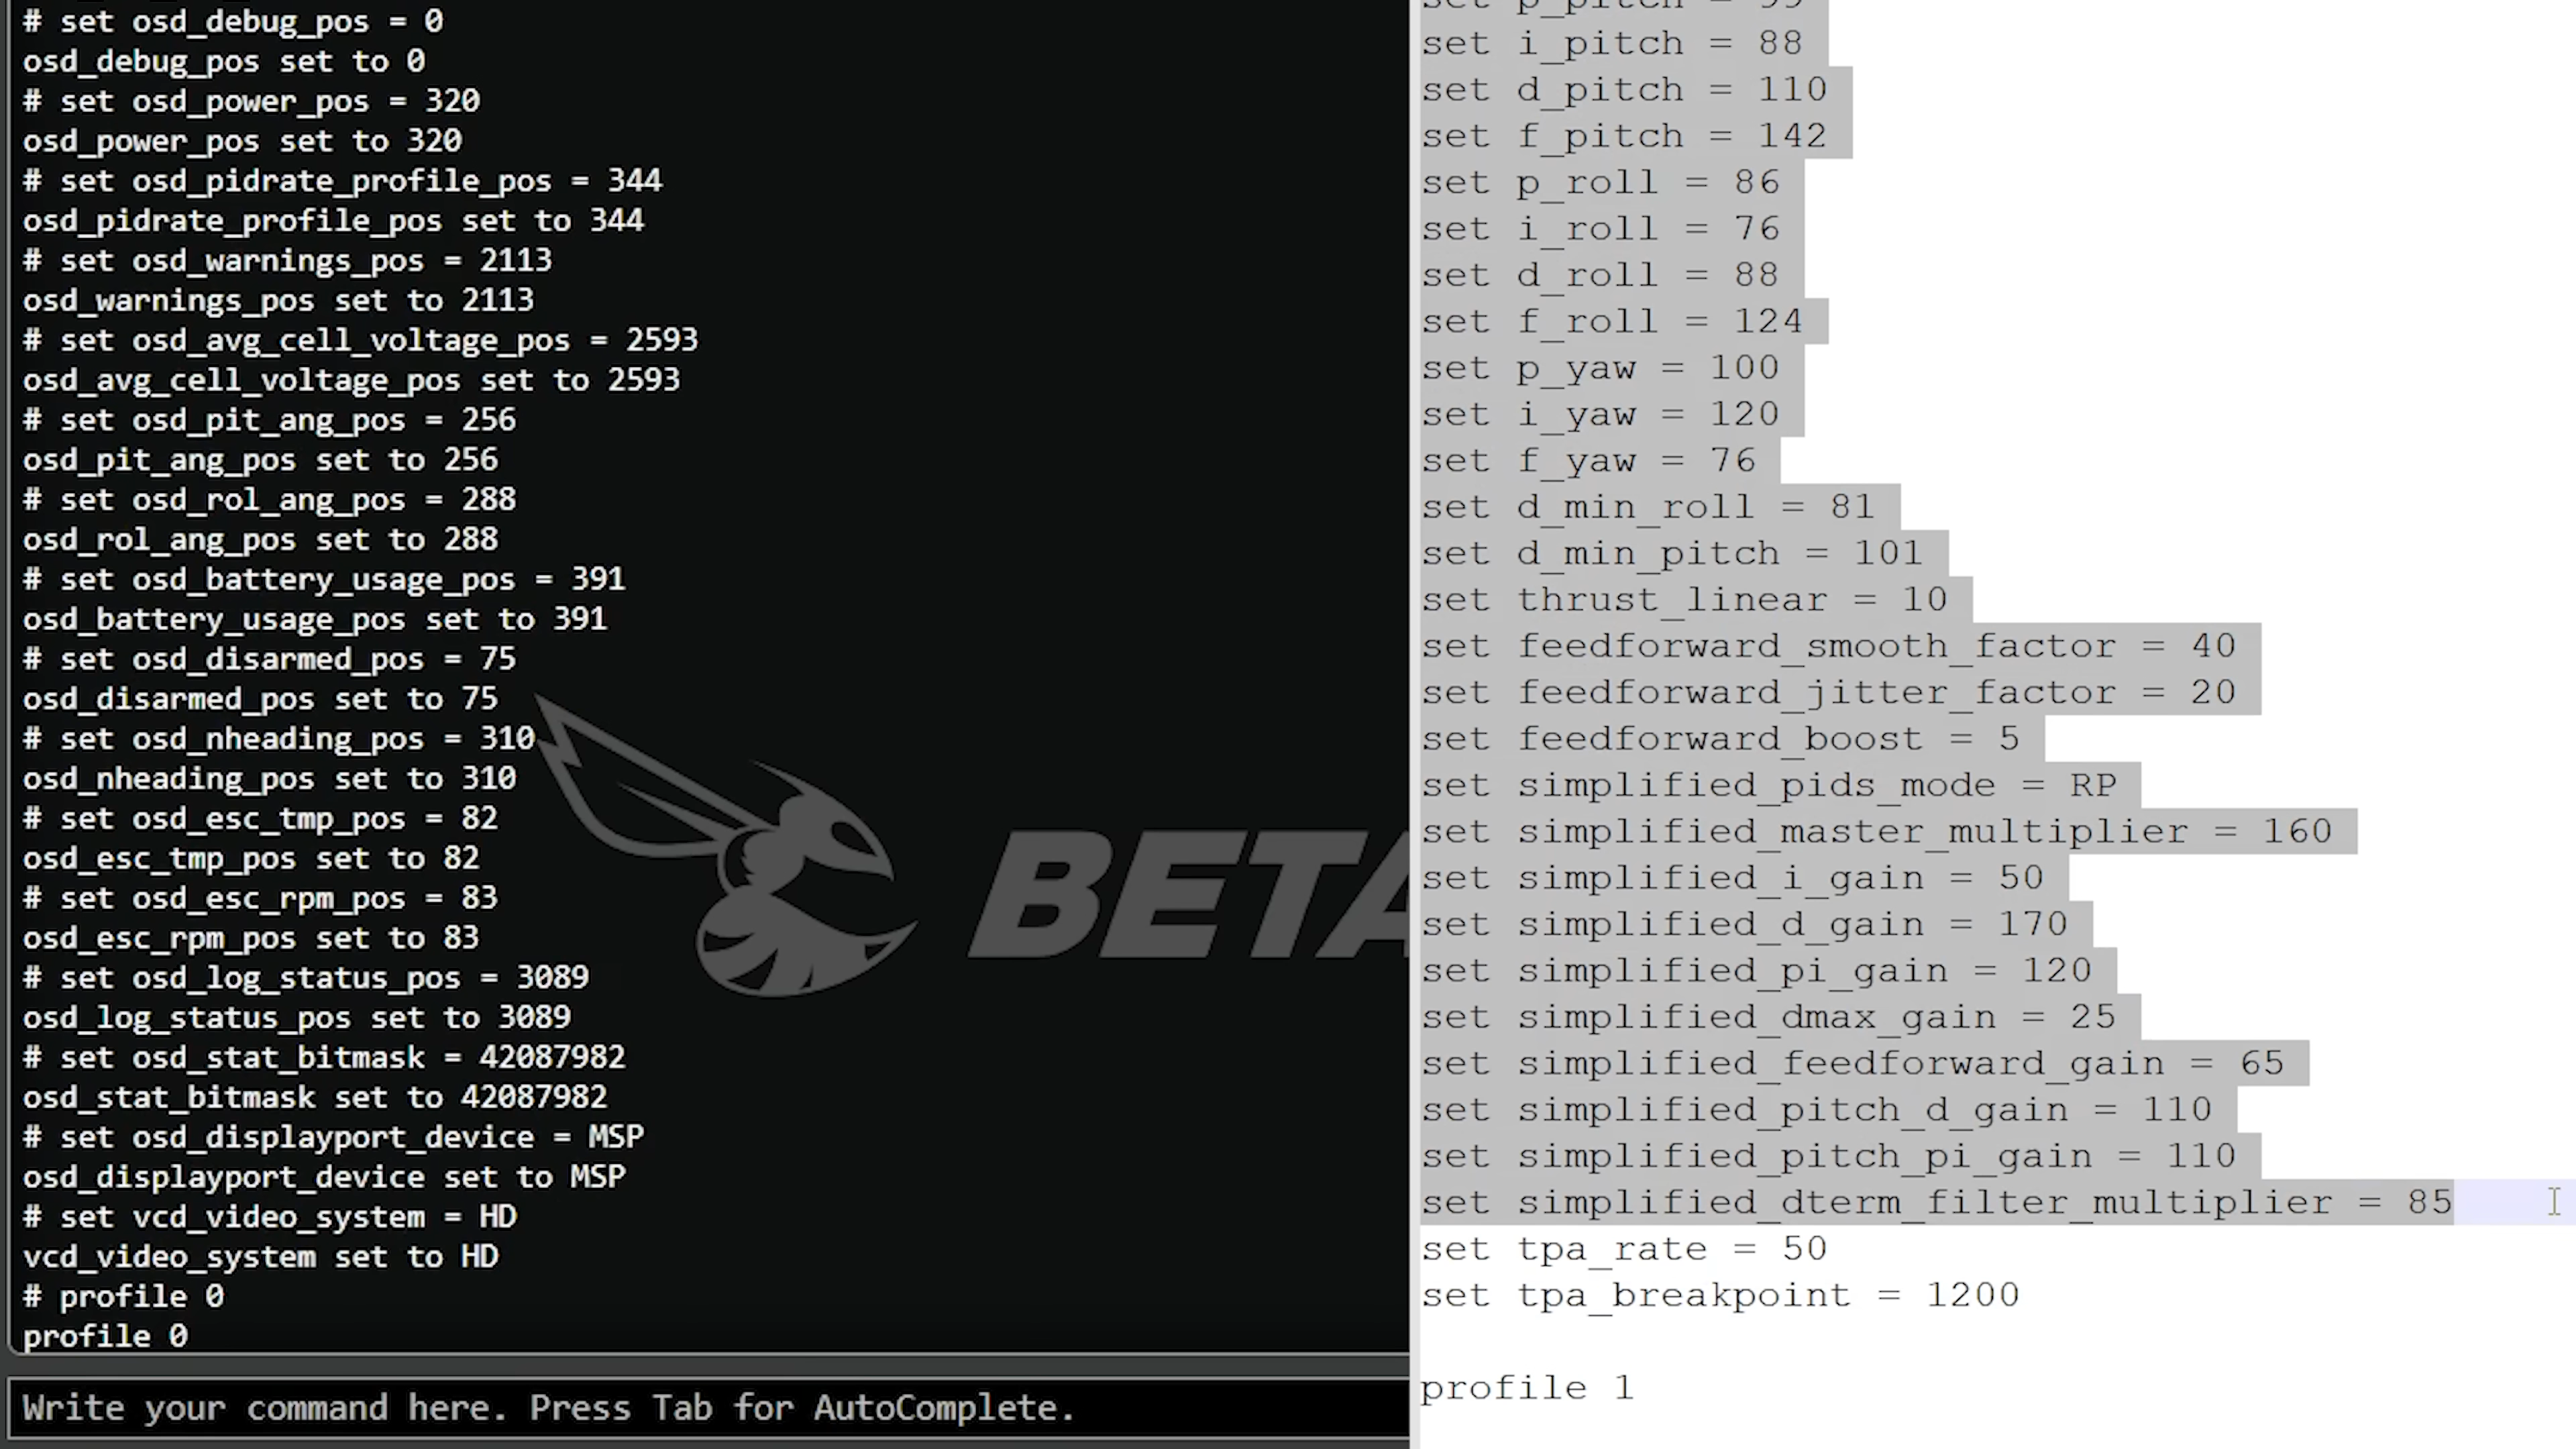 # set osd_debug_pos = 0
osd_debug_pos set to 0
# set osd_power_pos = 320
osd_power_pos set to 320
# set osd_pidrate_profile_pos = 344
osd_pidrate_profile_pos set to 344
# set osd_warnings_pos = 2113
osd_warnings_pos set to 2113
# set osd_avg_cell_voltage_pos = 2593
osd_avg_cell_voltage_pos set to 2593
# set osd_pit_ang_pos = 256
osd_pit_ang_pos set to 256
# set osd_rol_ang_pos = 288
osd_rol_ang_pos set to 288
# set osd_battery_usage_pos = 391
osd_battery_usage_pos set to 391
# set osd_disarmed_pos = 75
osd_disarmed_pos set to 75
# set osd_nheading_pos = 310
osd_nheading_pos set to 310
# set osd_esc_tmp_pos = 82
osd_esc_tmp_pos set to 82
# set osd_esc_rpm_pos = 83
osd_esc_rpm_pos set to 83
# set osd_log_status_pos = 3089
osd_log_status_pos set to 3089
# set osd_stat_bitmask = 42087982
osd_stat_bitmask set to 42087982
# set osd_displayport_device = MSP
osd_displayport_device set to MSP
# set vcd_video_system = HD
vcd_video_system set to HD
# profile 0
profile 0
BETA
Write your command here. Press Tab for AutoComplete.
set p_pitch = 99
set i_pitch = 88
set d_pitch = 110
set f_pitch = 142
set p_roll = 86
set i_roll = 76
set d_roll = 88
set f_roll = 124
set p_yaw = 100
set i_yaw = 120
set f_yaw = 76
set d_min_roll = 81
set d_min_pitch = 101
set thrust_linear = 10
set feedforward_smooth_factor = 40
set feedforward_jitter_factor = 20
set feedforward_boost = 5
set simplified_pids_mode = RP
set simplified_master_multiplier = 160
set simplified_i_gain = 50
set simplified_d_gain = 170
set simplified_pi_gain = 120
set simplified_dmax_gain = 25
set simplified_feedforward_gain = 65
set simplified_pitch_d_gain = 110
set simplified_pitch_pi_gain = 110
set simplified_dterm_filter_multiplier = 85
set tpa_rate = 50
set tpa_breakpoint = 1200
profile 1